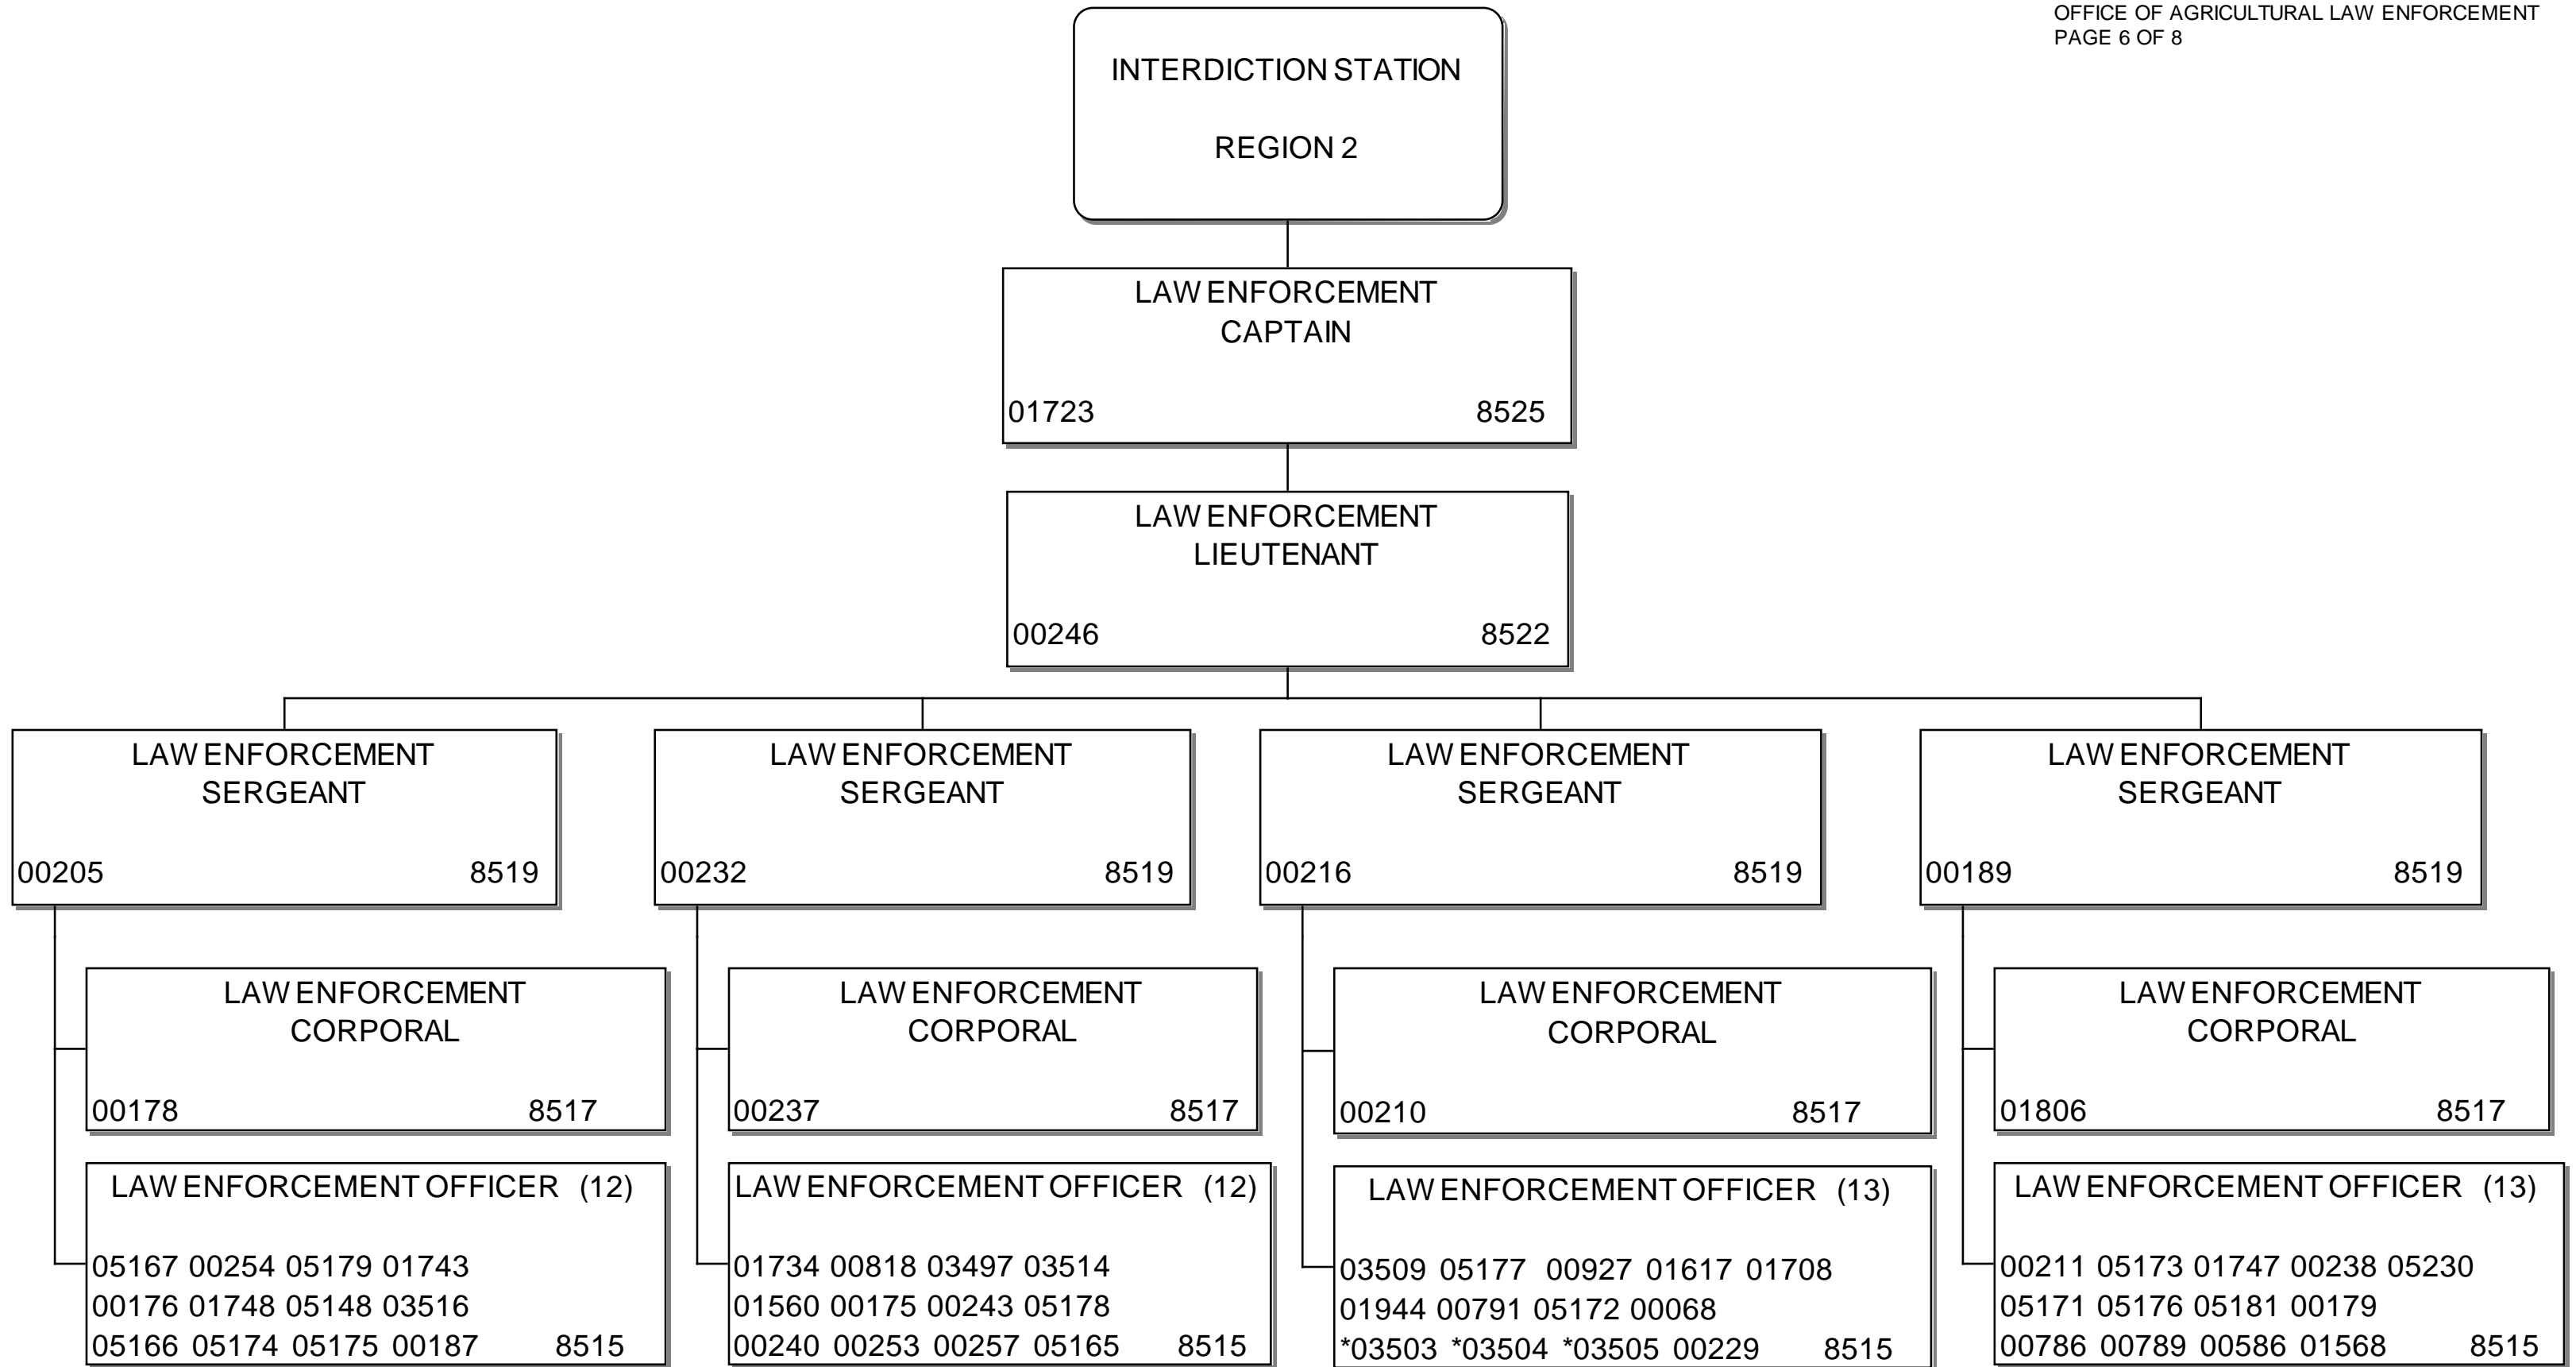 OFFICE OF AGRICULTURAL LAW ENFORCEMENT
PAGE 6 OF 8
INTERDICTION STATION
REGION 2
LAW ENFORCEMENT
CAPTAIN
01723 8525
LAW ENFORCEMENT
LIEUTENANT
00246 8522
LAW ENFORCEMENT
SERGEANT
00205 8519
LAW ENFORCEMENT
SERGEANT
00232 8519
LAW ENFORCEMENT
SERGEANT
00216 8519
LAW ENFORCEMENT
SERGEANT
00189 8519
LAW ENFORCEMENT
CORPORAL
00178 8517
LAW ENFORCEMENT
CORPORAL
00237 8517
LAW ENFORCEMENT
CORPORAL
00210 8517
LAW ENFORCEMENT
CORPORAL
01806 8517
LAW ENFORCEMENT OFFICER (12)
05167 00254 05179 01743
00176 01748 05148 03516
05166 05174 05175 00187 8515
LAW ENFORCEMENT OFFICER (12)
01734 00818 03497 03514
01560 00175 00243 05178
00240 00253 00257 05165 8515
LAW ENFORCEMENT OFFICER (13)
03509 05177 00927 01617 01708
01944 00791 05172 00068
*03503 *03504 *03505 00229 8515
LAW ENFORCEMENT OFFICER (13)
00211 05173 01747 00238 05230
05171 05176 05181 00179
00786 00789 00586 01568 8515